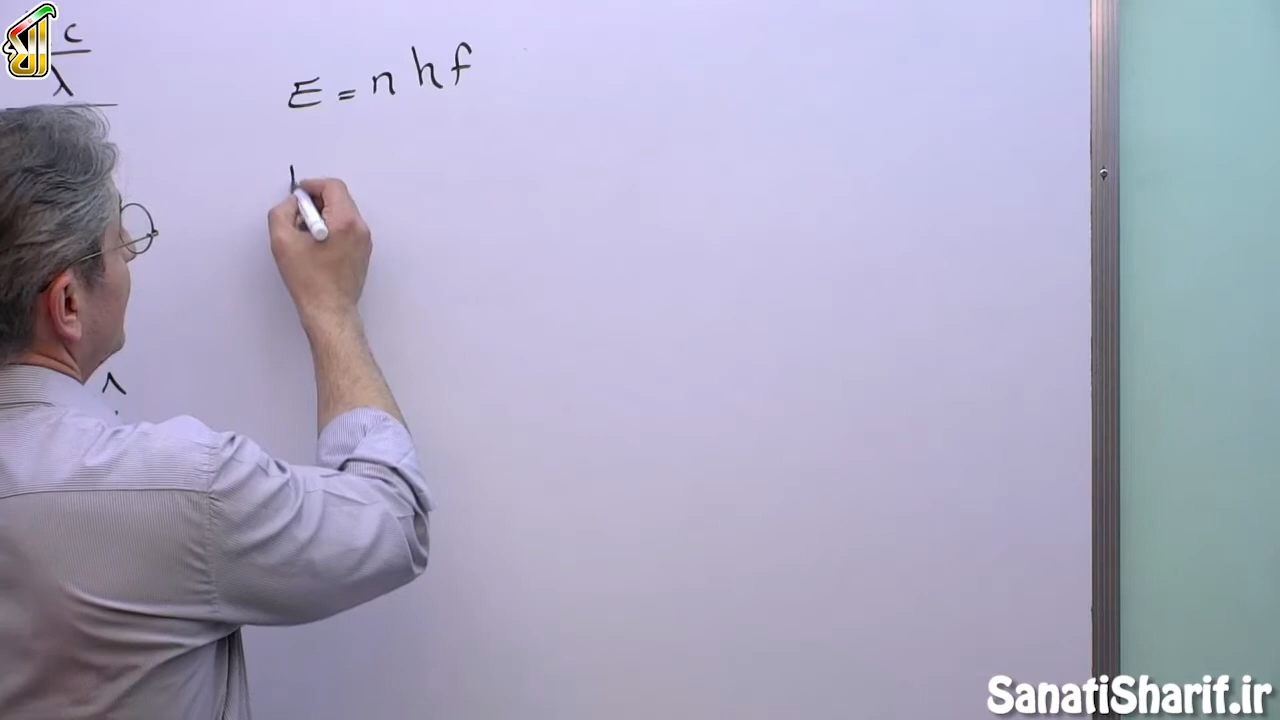 c
λ
E = n h f
SanatiSharif.ir